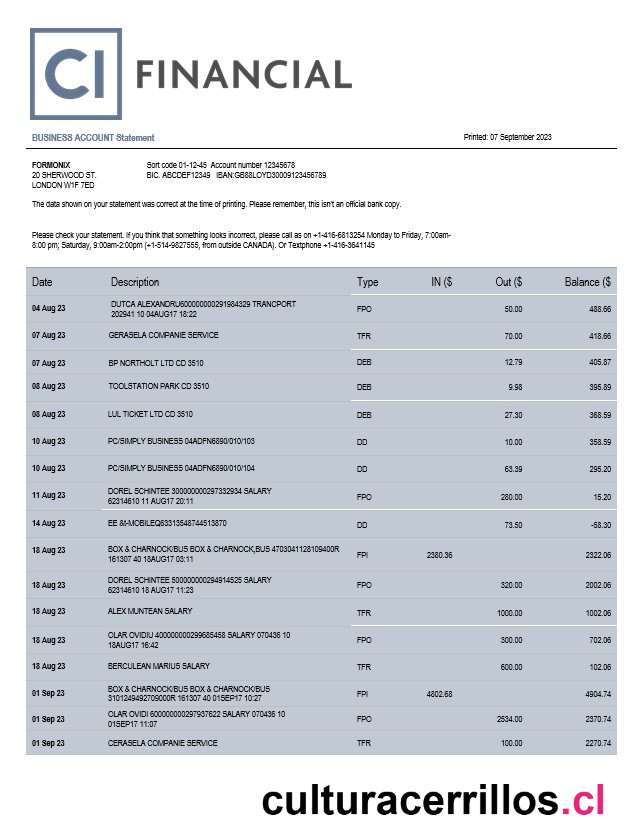 CI FINANCIAL
BUSINESS ACCOUNT Statement Printed: 07 September 2023
FORMONIX Sort code 01-12-45 Account number 12345678
20 SHERWOOD ST. BIC. ABCDEF12349 IBAN:GB88LOYD30009123456789
LONDON W1F 7ED
The data shown on your statement was correct at the time of printing. Please remember, this isn't an official bank copy.
Please check your statement. If you think that something looks incorrect, please call as on +1-416-6813254 Monday to Friday, 7:00am-
8:00 pm; Saturday, 9:00am-2:00pm (+1-514-9827555, from outside CANADA). Or Textphone +1-416-3641145
Date Description Type IN ($ Out ($ Balance ($
04 Aug 23 DUTCA ALEXANDRU600000000291984329 TRANCPORT FPO 50.00 488.66
202941 10 04AUG17 18:22
07 Aug 23 GERASELA COMPANIE SERVICE TFR 70.00 418.66
07 Aug 23 BP NORTHOLT LTD CD 3510 DEB 12.79 405.87
08 Aug 23 TOOLSTATION PARK CD 3510 DEB 9.98 395.89
08 Aug 23 LUL TICKET LTD CD 3510 DEB 27.30 368.59
10 Aug 23 PC/SIMPLY BUSINESS 04ADFN6890/010/103 DD 10.00 358.59
10 Aug 23 PC/SIMPLY BUSINESS 04ADFN6890/010/104 DD 63.39 295.20
11 Aug 23 DOREL SCHINTEE 300000000297332934 SALARY FPO 280.00 15.20
62314610 11 AUG17 20:11
14 Aug 23 EE &t-MOBILEQ63313548744513870 DD 73.50 -58.30
18 Aug 23 BOX & CHARNOCK/BUS BOX & CHARNOCK,BUS 4703041128109400R FPI 2380.36 2322.06
161307 40 18AUG17 03:11
18 Aug 23 DOREL SCHINTEE 500000000294914525 SALARY FPO 320.00 2002.06
62314610 18 AUG17 11:23
18 Aug 23 ALEX MUNTEAN SALARY TFR 1000.00 1002.06
18 Aug 23 OLAR OVIDIU 400000000299685458 SALARY 070436 10 FPO 300.00 702.06
18AUG17 16:42
18 Aug 23 BERCULEAN MARIUS SALARY TFR 600.00 102.06
01 Sep 23 BOX & CHARNOCK/BUS BOX & CHARNOCK/BUS FPI 4802.68 4904.74
3101249492709000R 161307 40 01SEP17 10:27
01 Sep 23 OLAR OVIDI 600000000297937622 SALARY 070436 10 FPO 2534.00 2370.74
01SEP17 11:07
01 Sep 23 CERASELA COMPANIE SERVICE TFR 100.00 2270.74
culturacerrillos.cl